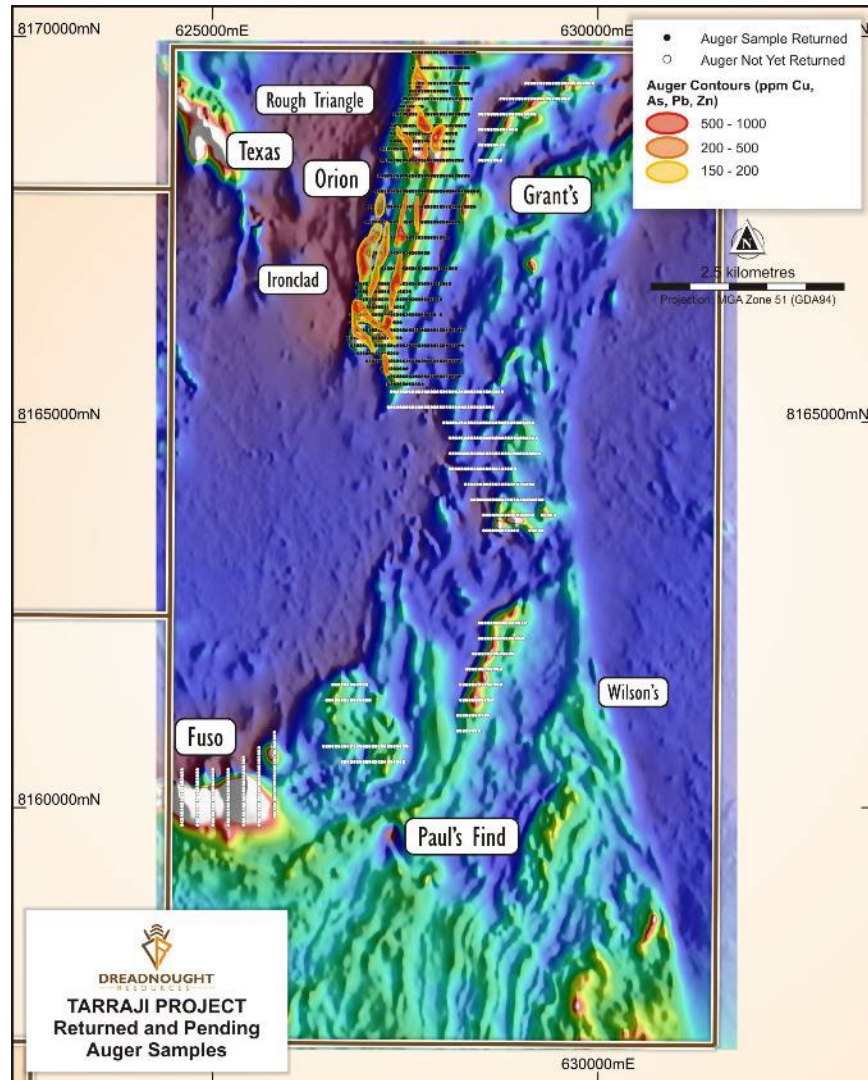 625000mE
630000mE
8170000mN
Auger Sample Returned
Auger Not Yet Returned
Auger Contours (ppm Cu,
As, Pb, Zn)
500 - 1000
200 - 500
150 - 200
Rough Triangle
Texas
Orion
Grant's
N
Ironclad
2.5 kilometres
Projection: MGA Zone 51 (GDA94)
8165000mN
8165000mN
Wilson's
Fuso
8160000mN
Paul's Find
DREADNOUGHT
RESOURCES
TARRAJI PROJECT
Returned and Pending
Auger Samples
630000mE